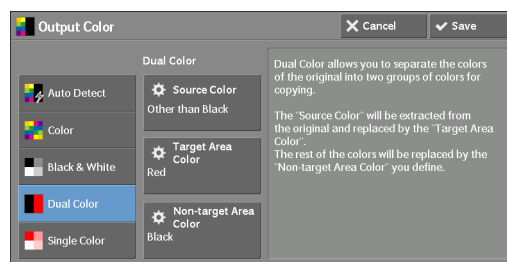 Output Color
Cancel
Save
Auto Detect
Color
Black & White
Dual Color
Single Color
Dual Color
Source Color
Other than Black
Target Area
Color
Red
Non-target Area
Color
Black
Dual Color allows you to separate the colors
of the original into two groups of colors for
copying.
The "Source Color" will be extracted from
the original and replaced by the "Target Area
Color".
The rest of the colors will be replaced by the
"Non-target Area Color" you define.